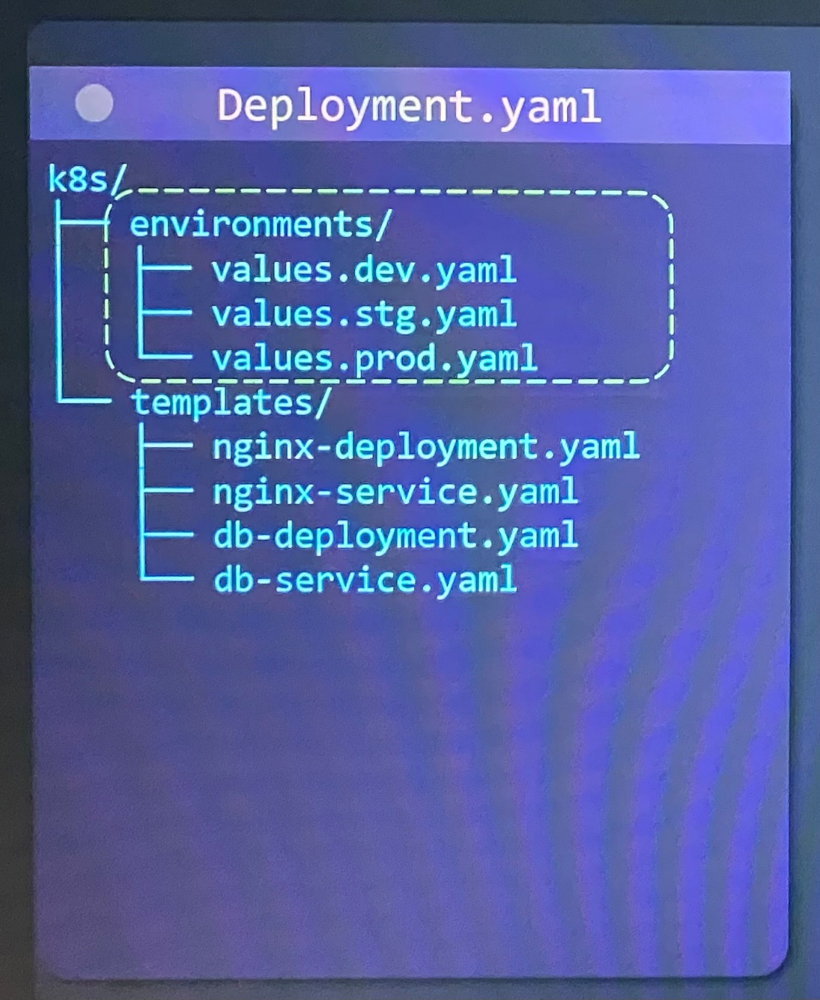 Deployment.yaml
k8s/
environments/
values.dev.yaml
values.stg.yaml
values.prod.yaml
templates/
nginx-deployment.yaml
nginx-service.yaml
db-deployment.yaml
db-service.yaml